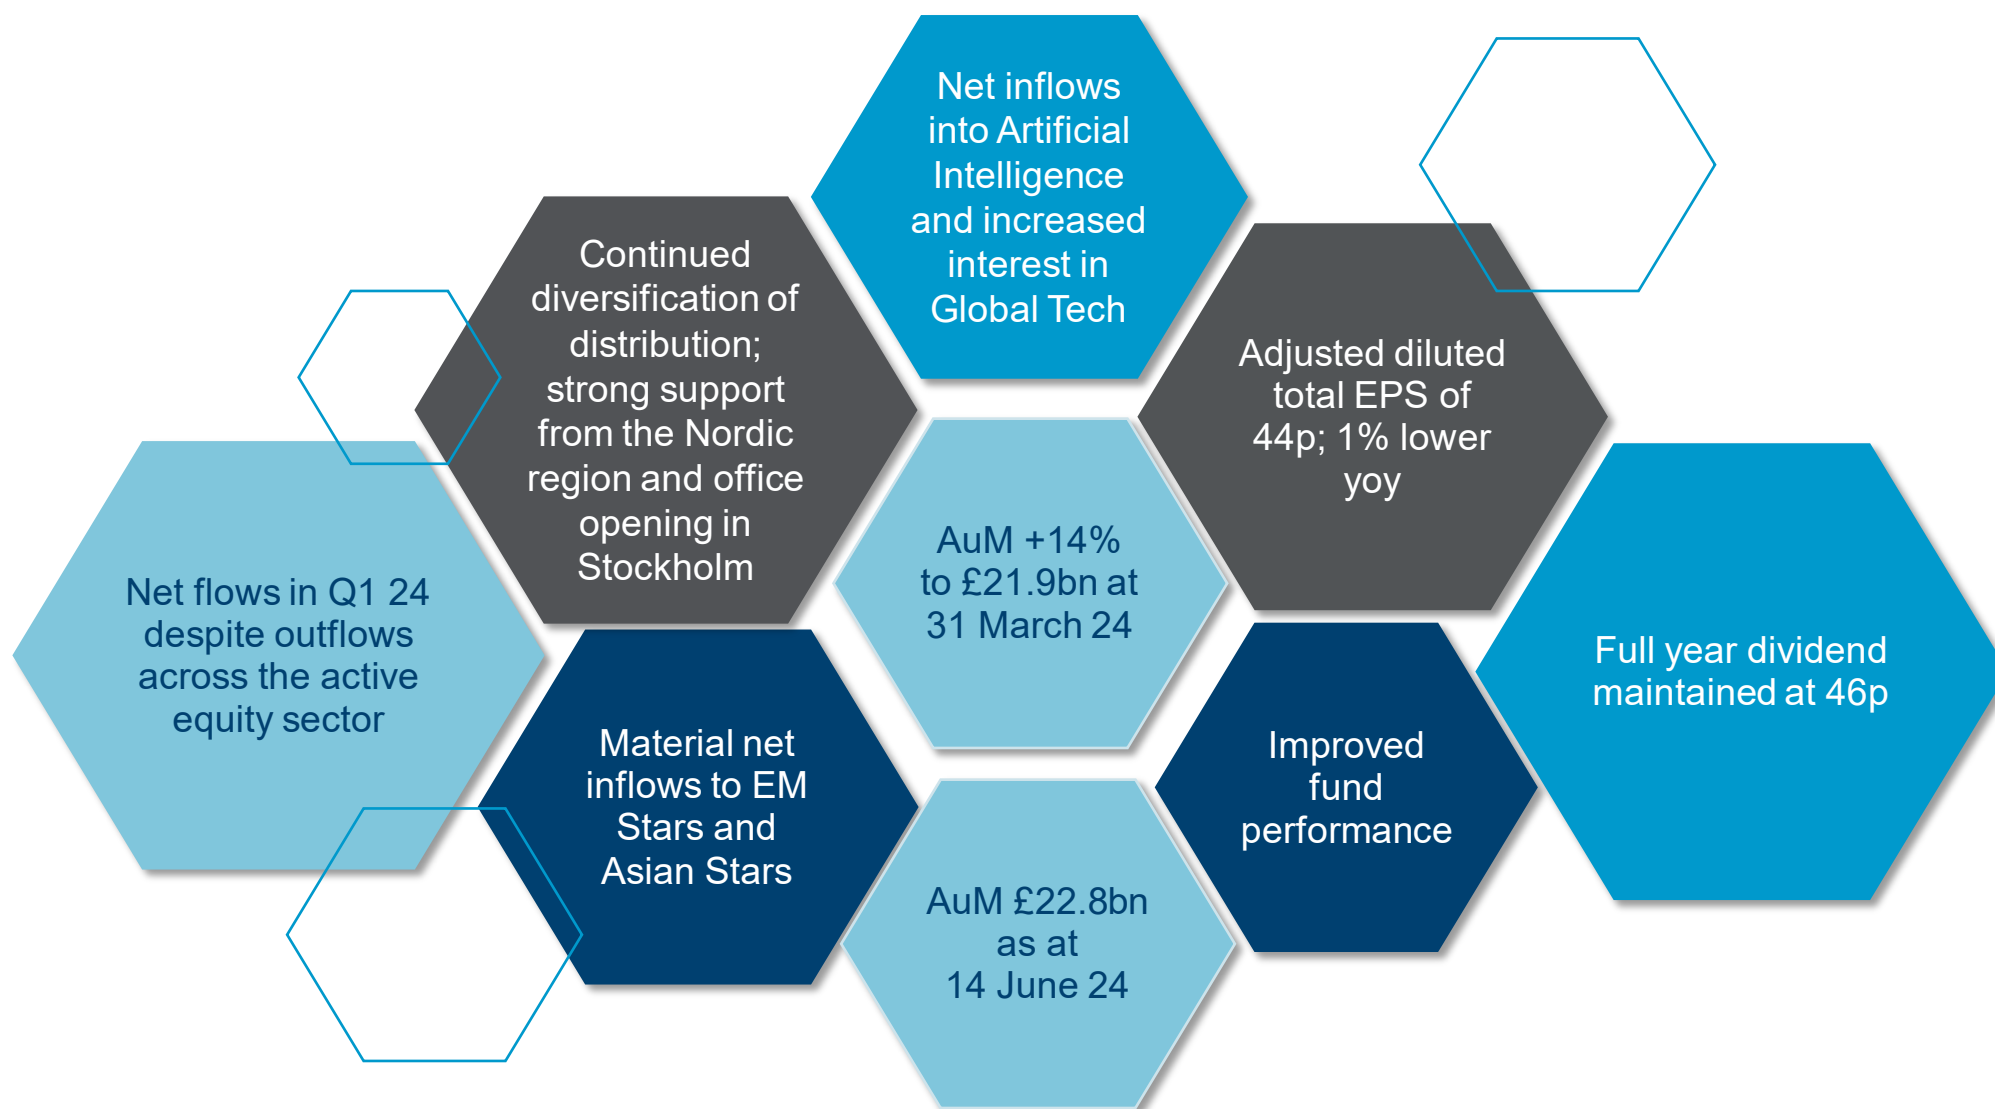 Net inflows
into Artificial
Intelligence
and increased
interest in
Global Tech
Continued
diversification of
distribution;
strong support
from the Nordic
region and office
opening in
Stockholm
Adjusted diluted
total EPS of
44p; 1% lower
yoy
Net flows in Q1 24
despite outflows
across the active
equity sector
AuM +14%
to £21.9bn at
31 March 24
Full year dividend
maintained at 46p
Material net
inflows to EM
Stars and
Asian Stars
Improved
fund
performance
AuM £22.8bn
as at
14 June 24